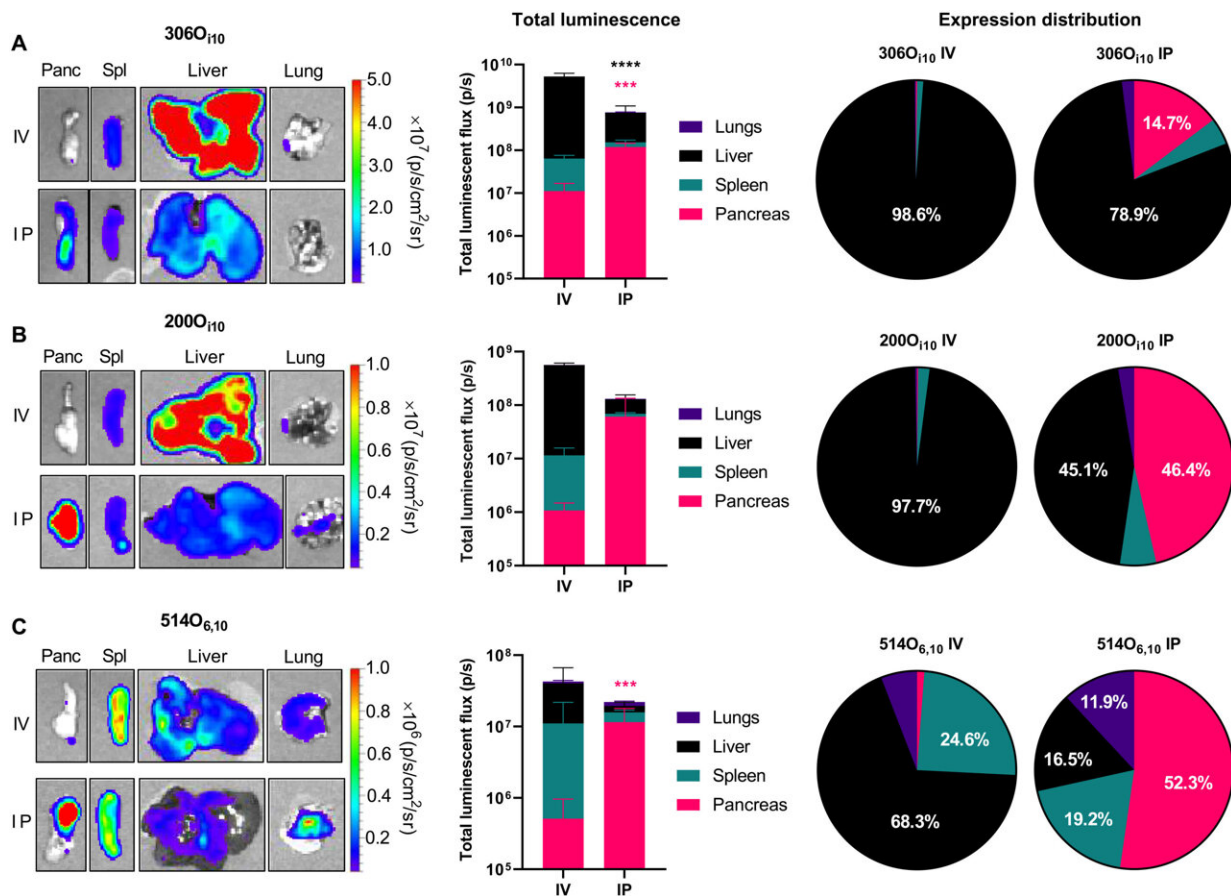 Total luminescence
Expression distribution
A
306Oi10
Panc Spl Liver Lung
IV
IP
5.0
4.0
3.0
2.0
1.0
×10⁷ (p/s/cm²/sr)
Total luminescent flux (p/s)
10¹⁰
10⁹
10⁸
10⁷
10⁶
10⁵
****
***
IV IP
Lungs
Liver
Spleen
Pancreas
306Oi10 IV
98.6%
306Oi10 IP
14.7%
78.9%
B
200Oi10
Panc Spl Liver Lung
IV
IP
1.0
0.8
0.6
0.4
0.2
×10⁷ (p/s/cm²/sr)
Total luminescent flux (p/s)
10⁹
10⁸
10⁷
10⁶
10⁵
IV IP
Lungs
Liver
Spleen
Pancreas
200Oi10 IV
97.7%
200Oi10 IP
45.1%
46.4%
C
514O6,10
Panc Spl Liver Lung
IV
IP
1.0
0.8
0.6
0.4
0.2
×10⁶ (p/s/cm²/sr)
Total luminescent flux (p/s)
10⁸
10⁷
10⁶
10⁵
***
IV IP
Lungs
Liver
Spleen
Pancreas
514O6,10 IV
24.6%
68.3%
514O6,10 IP
11.9%
16.5%
52.3%
19.2%